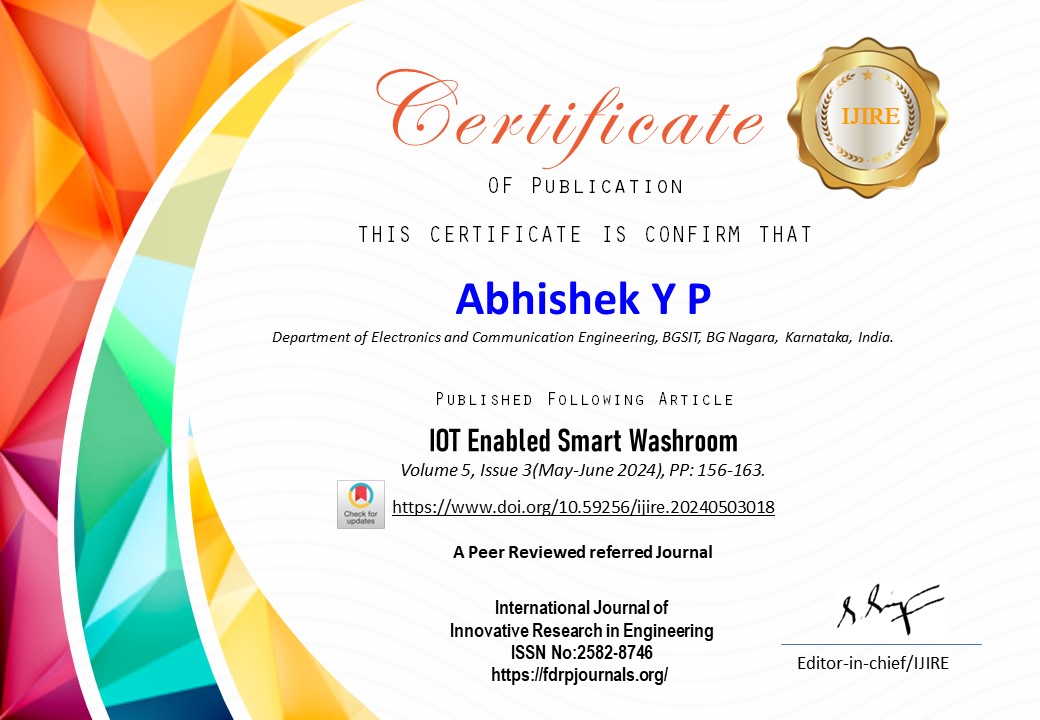 Certificate
IJIRE
OF Publication
THIS CERTIFICATE IS CONFIRM THAT
Abhishek Y P
Department of Electronics and Communication Engineering, BGSIT, BG Nagara, Karnataka, India.
Published Following Article
IOT Enabled Smart Washroom
Volume 5, Issue 3(May-June 2024), PP: 156-163.
Check for
updates
https://www.doi.org/10.59256/ijire.20240503018
A Peer Reviewed referred Journal
International Journal of
Innovative Research in Engineering
ISSN No:2582-8746
https://fdrpjournals.org/
Editor-in-chief/IJIRE